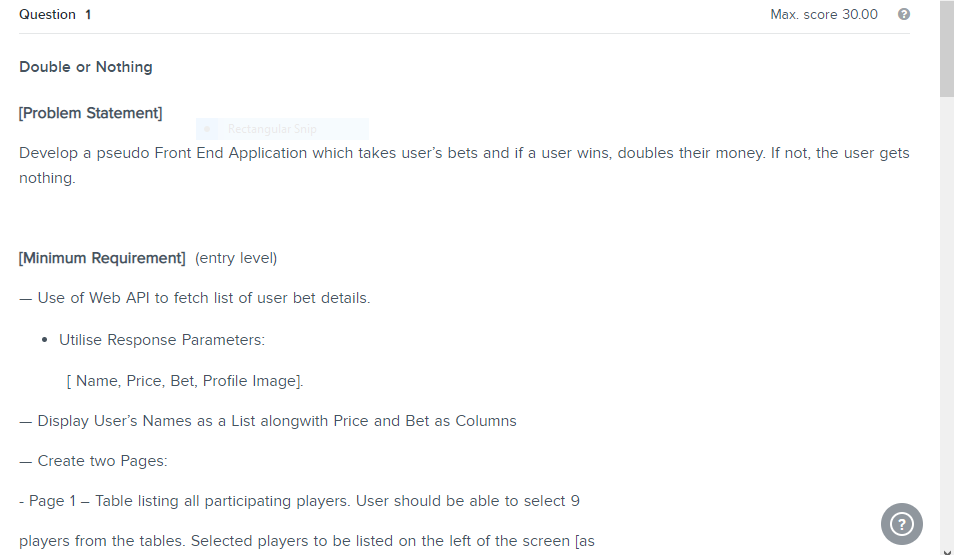 Question 1
Max. score 30.00
?
Double or Nothing
[Problem Statement]
Rectangular Snip
Develop a pseudo Front End Application which takes user's bets and if a user wins, doubles their money. If not, the user gets
nothing.
[Minimum Requirement] (entry level)
— Use of Web API to fetch list of user bet details.
• Utilise Response Parameters:
[ Name, Price, Bet, Profile Image].
— Display User's Names as a List alongwith Price and Bet as Columns
— Create two Pages:
- Page 1 – Table listing all participating players. User should be able to select 9
players from the tables. Selected players to be listed on the left of the screen [as
?